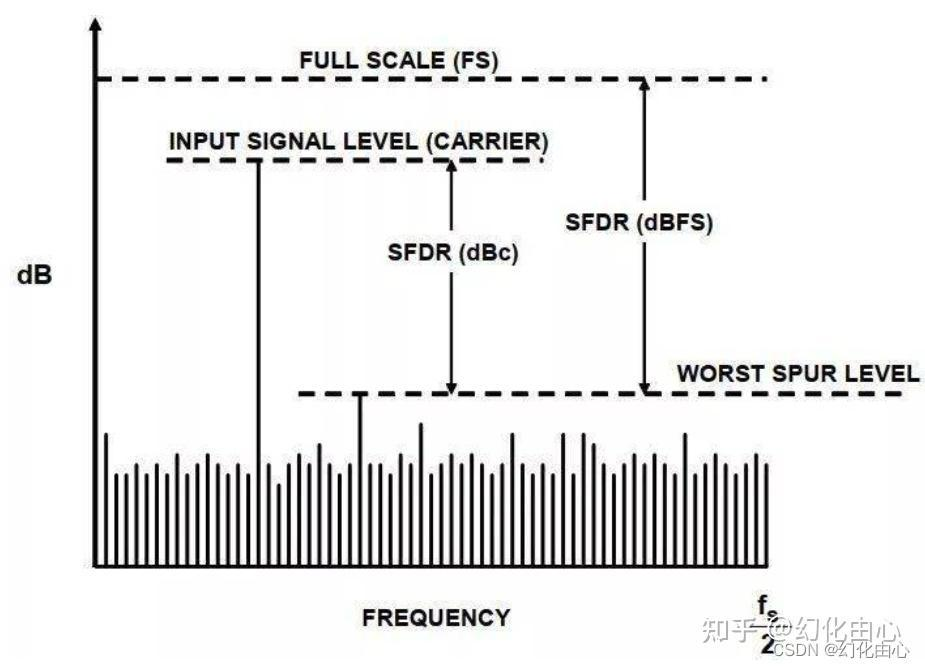 FULL SCALE (FS)
INPUT SIGNAL LEVEL (CARRIER)
SFDR (dBFS)
SFDR (dBc)
dB
WORST SPUR LEVEL
FREQUENCY
fs
2
知乎 @幻化由心
CSDN @幻化由心